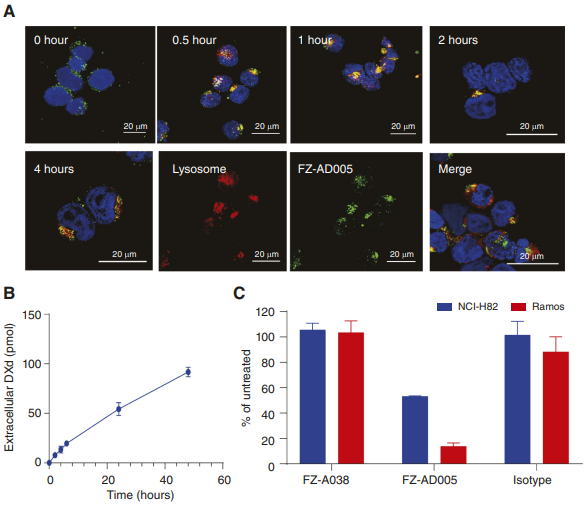 A
0 hour
0.5 hour
1 hour
2 hours
20 μm
20 μm
20 μm
20 μm
4 hours
Lysosome
FZ-AD005
Merge
20 μm
20 μm
20 μm
20 μm
B
Extracellular DXd (pmol)
150
100
50
0
0
20
40
60
Time (hours)
C
NCI-H82
Ramos
% of untreated
120
100
80
60
40
20
0
FZ-A038
FZ-AD005
Isotype